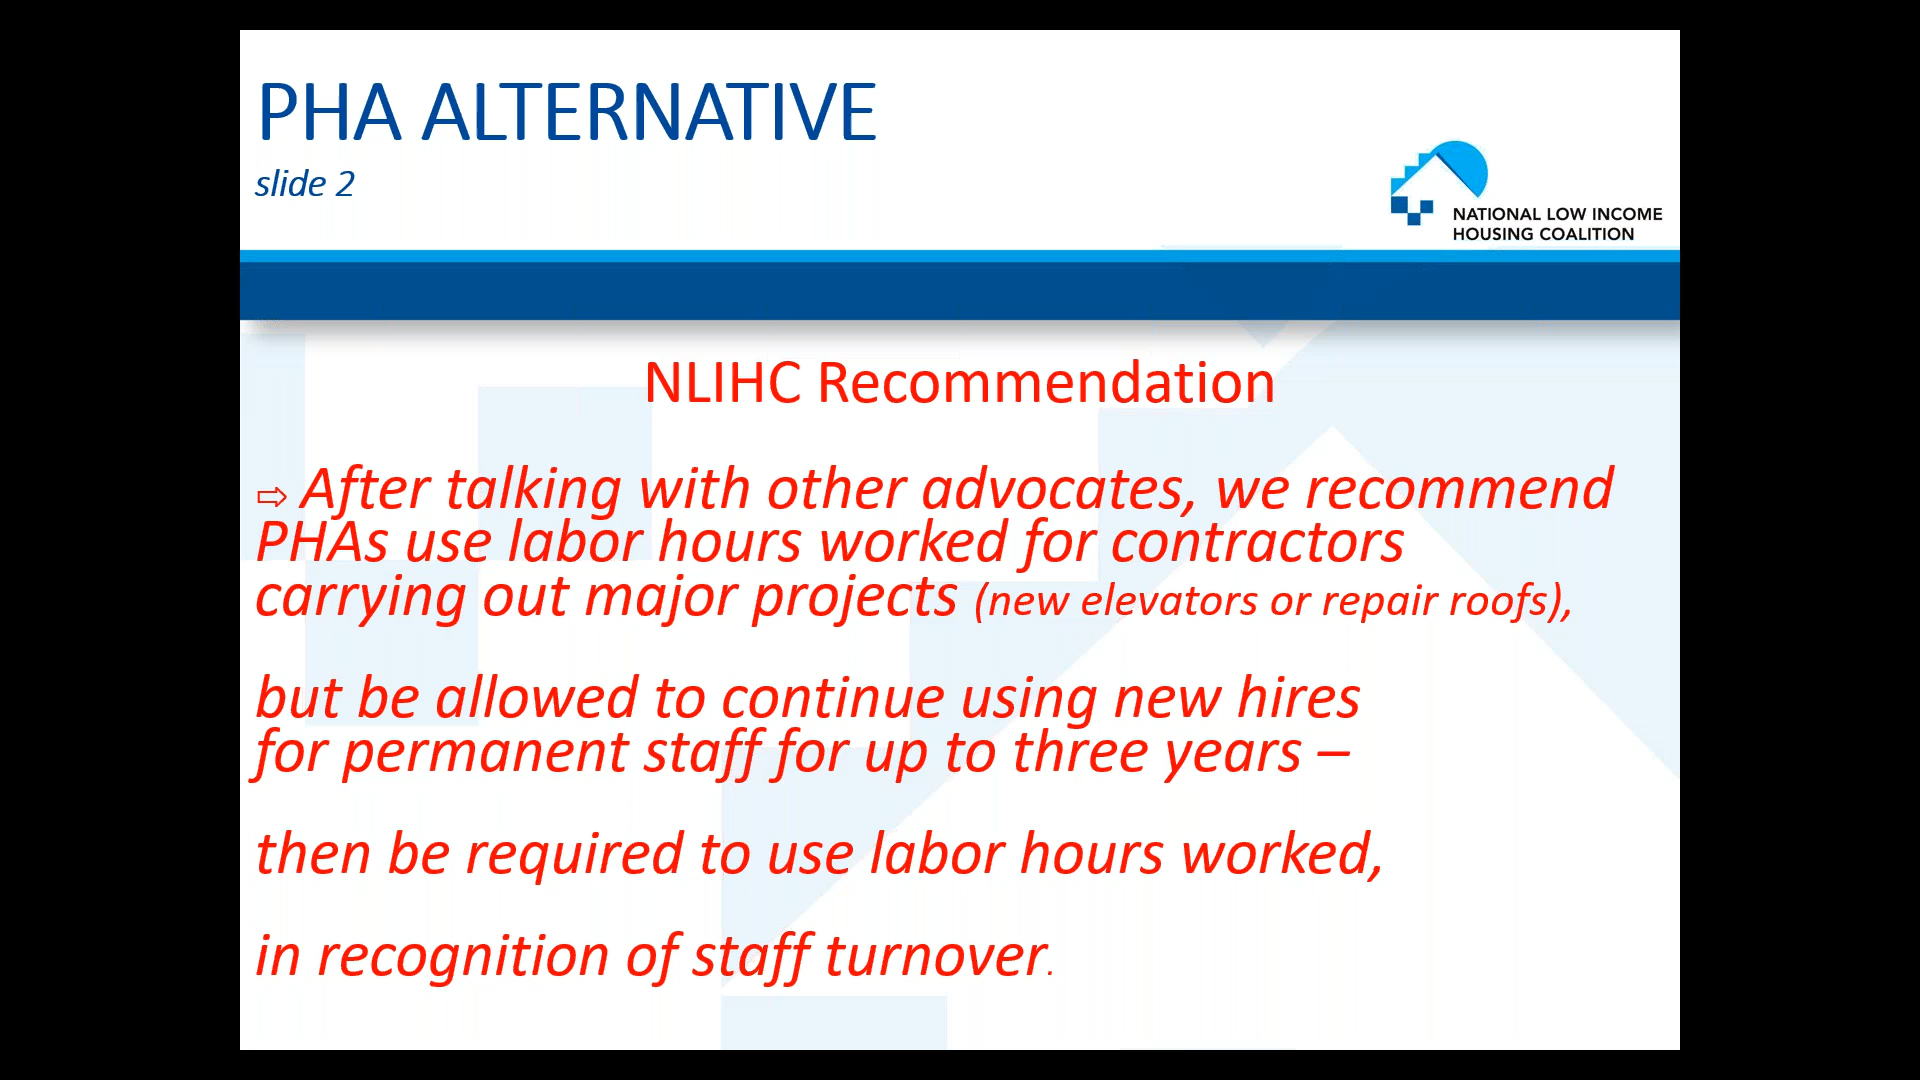 PHA ALTERNATIVE
slide 2
NATIONAL LOW INCOME
HOUSING COALITION
NLIHC Recommendation
⇨ After talking with other advocates, we recommend
PHAs use labor hours worked for contractors
carrying out major projects (new elevators or repair roofs),
but be allowed to continue using new hires
for permanent staff for up to three years –
then be required to use labor hours worked,
in recognition of staff turnover.